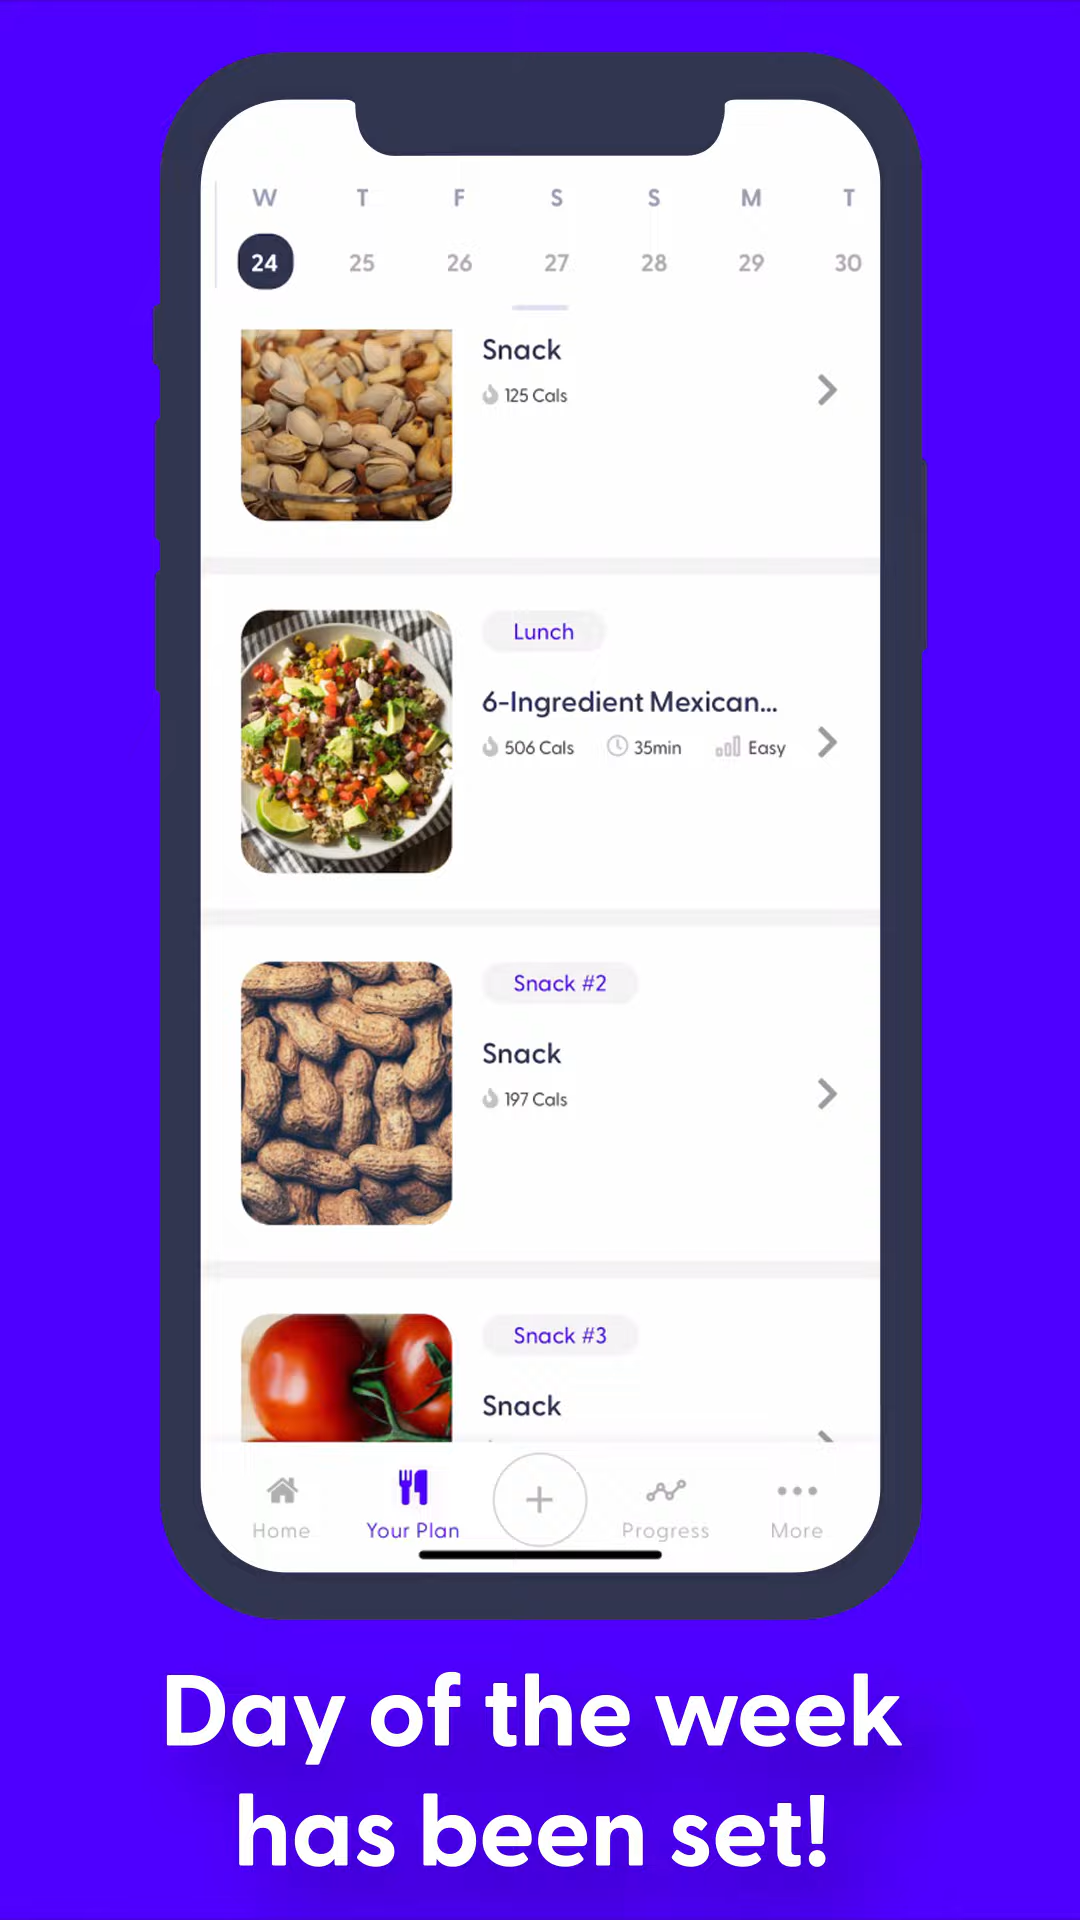 W T F S S M T
24 25 26 27 28 29 30
Snack
125 Cals
Lunch
6-Ingredient Mexican...
506 Cals 35min Easy
Snack #2
Snack
197 Cals
Snack #3
Snack
Home Your Plan Progress More
Day of the week
has been set!